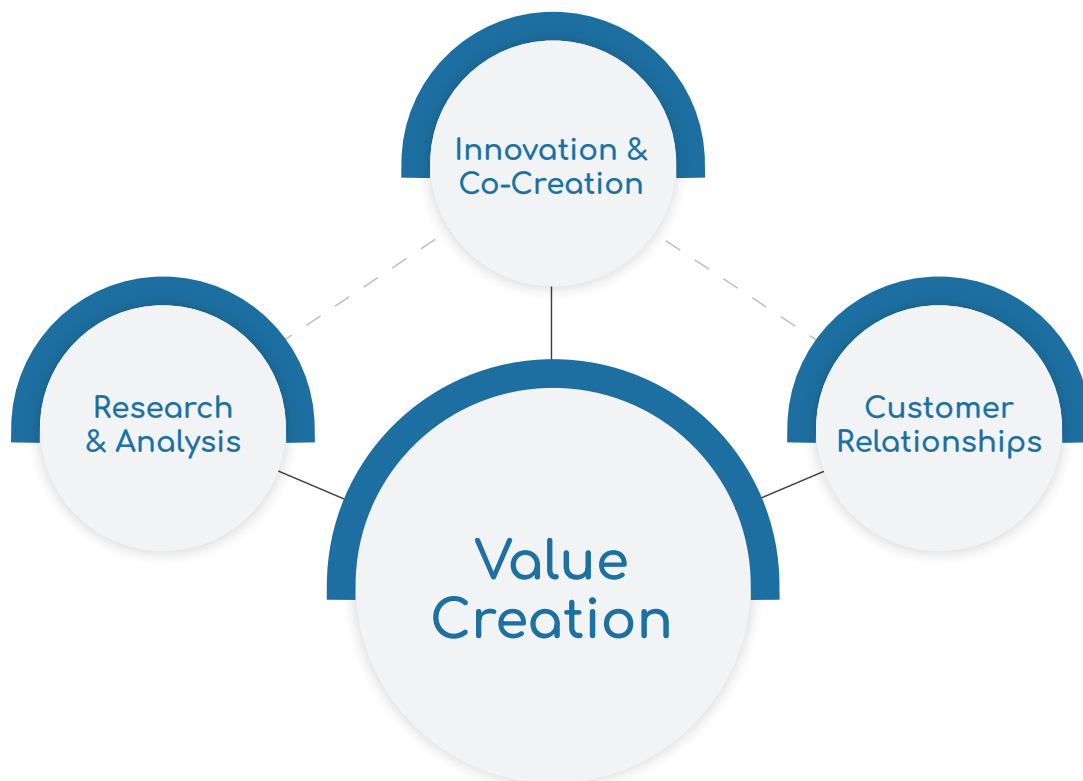 Innovation &
Co-Creation
Research
& Analysis
Customer
Relationships
Value
Creation